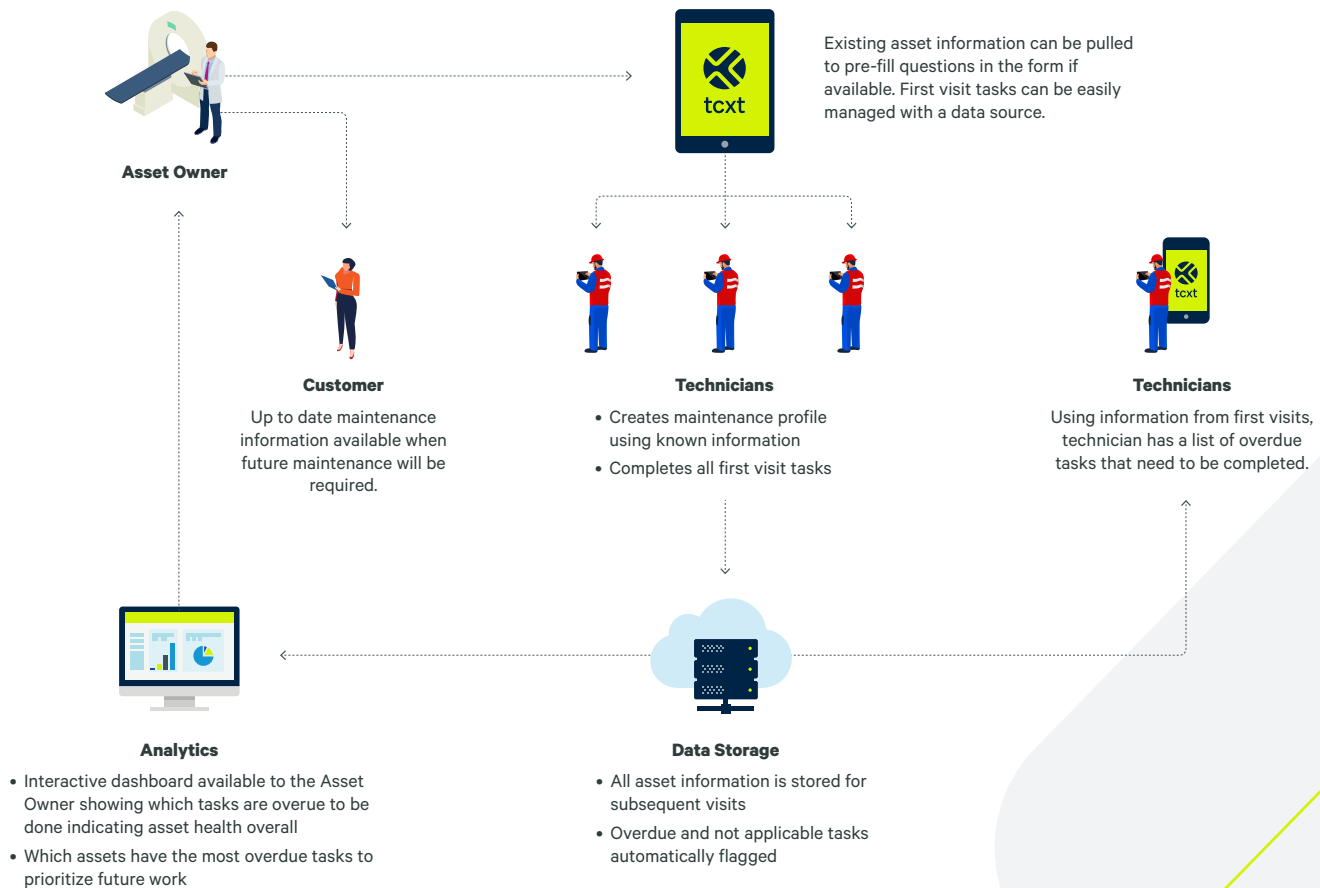 tcxt
Existing asset information can be pulled
to pre-fill questions in the form if
available. First visit tasks can be easily
managed with a data source.
Asset Owner
tcxt
Customer
Up to date maintenance
information available when
future maintenance will be
required.
Technicians
• Creates maintenance profile
using known information
• Completes all first visit tasks
Technicians
Using information from first visits,
technician has a list of overdue
tasks that need to be completed.
Analytics
• Interactive dashboard available to the Asset
Owner showing which tasks are overue to be
done indicating asset health overall
• Which assets have the most overdue tasks to
prioritize future work
Data Storage
• All asset information is stored for
subsequent visits
• Overdue and not applicable tasks
automatically flagged